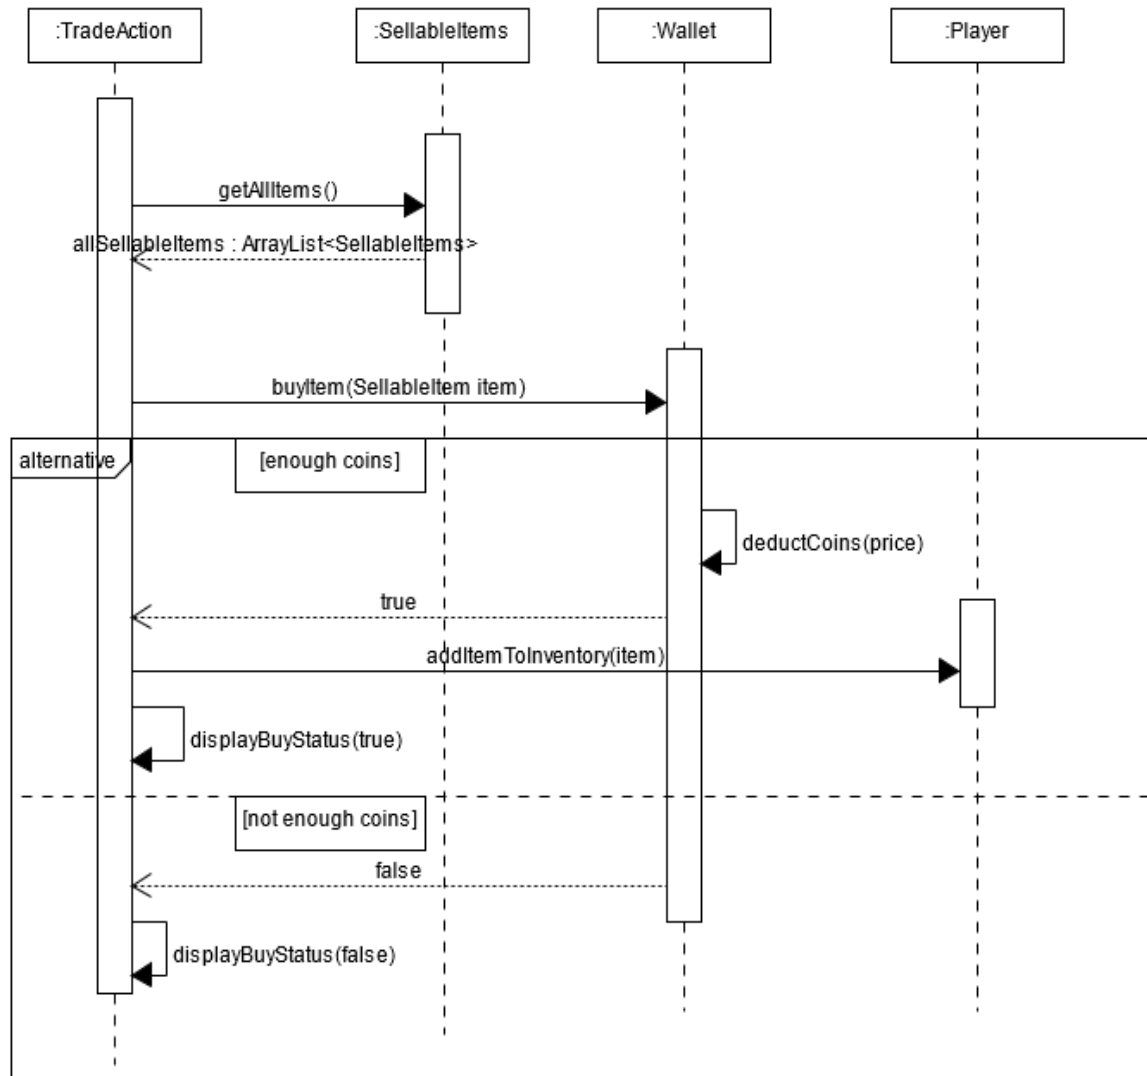 :TradeAction
:SellableItems
:Wallet
:Player
getAllItems()
allSellableItems : ArrayList<SellableItems>
buyItem(SellableItem item)
alternative
[enough coins]
deductCoins(price)
true
addItemToInventory(item)
displayBuyStatus(true)
[not enough coins]
false
displayBuyStatus(false)